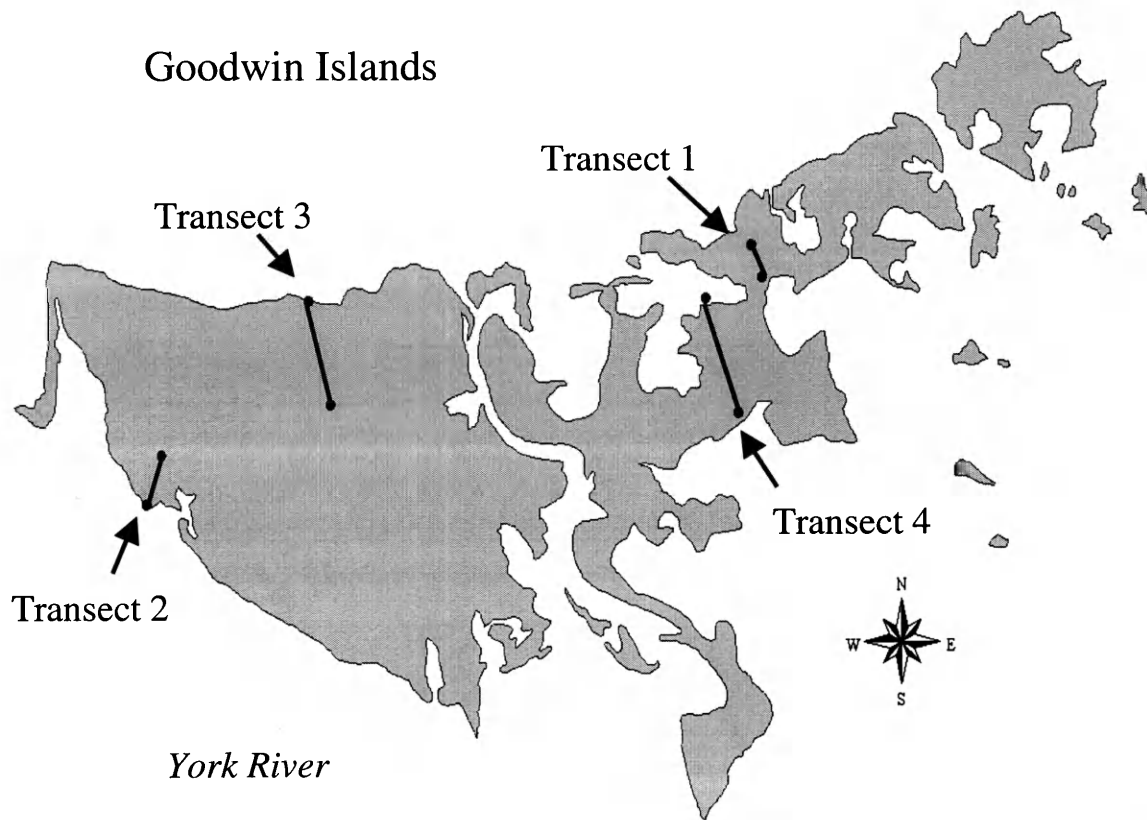 Goodwin Islands
Transect 1
Transect 3
Transect 4
Transect 2
N
W E
S
York River